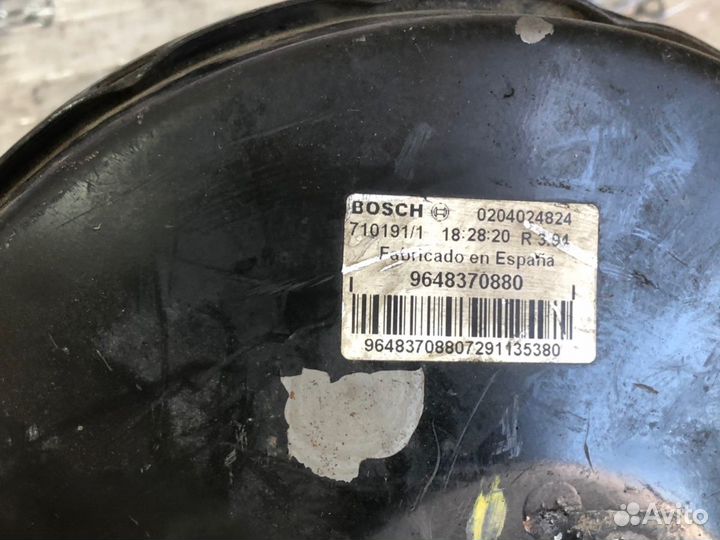 BOSCH 0204024824
710191/1 18:28:20 R 3.94
Fabricado en España
9648370880
96483708807291135380
Avito